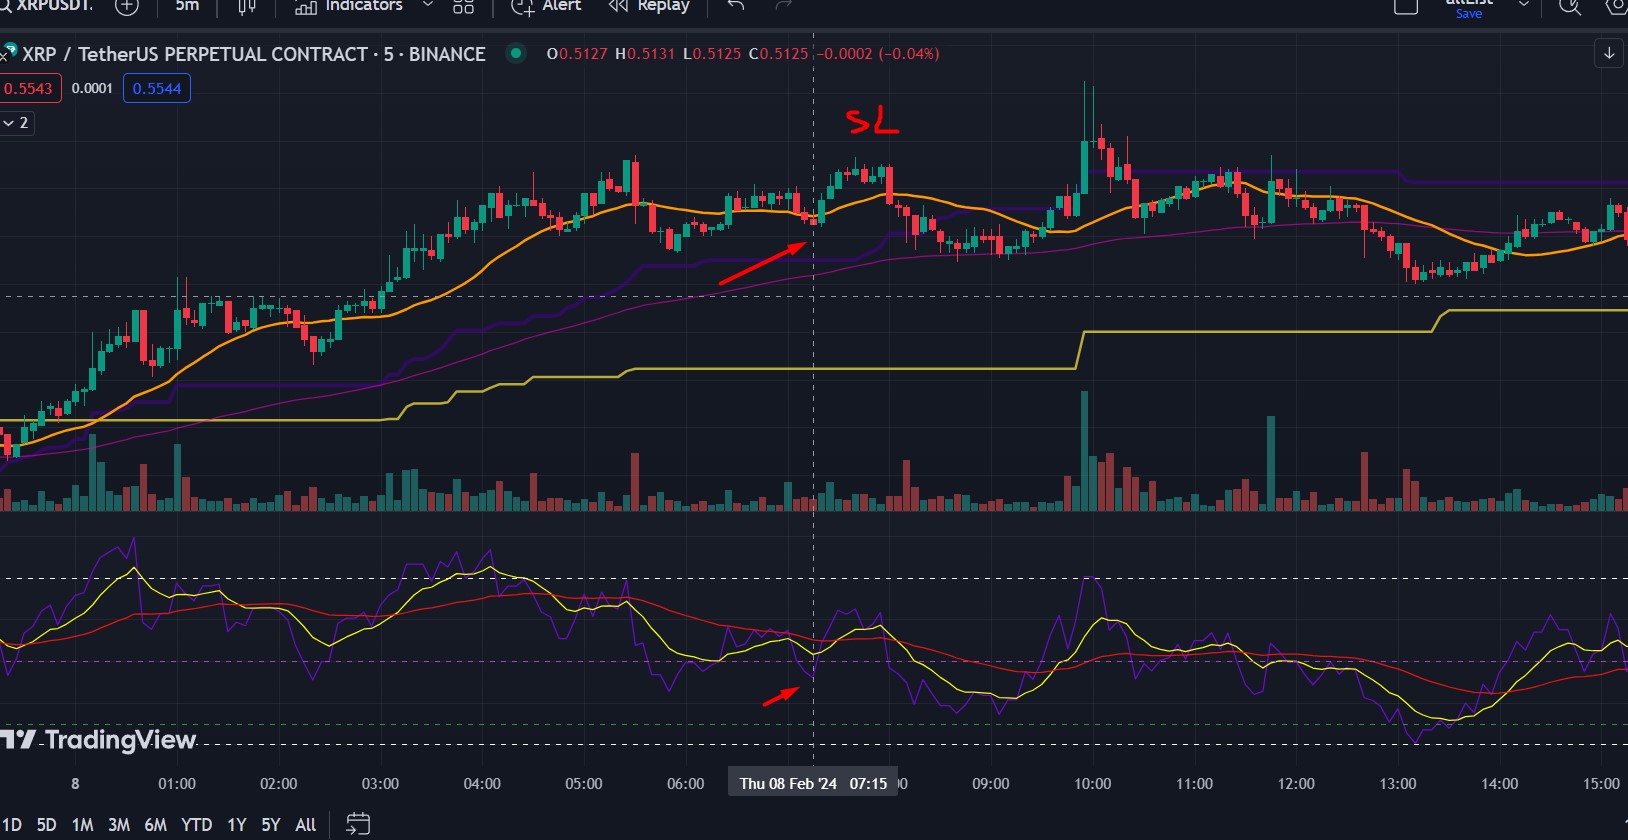 XRPUSDT. 5m Indicators Alert Replay
Save
XRP / TetherUS PERPETUAL CONTRACT · 5 · BINANCE O0.5127 H0.5131 L0.5125 C0.5125 −0.0002 (−0.04%)
0.5543 0.0001 0.5544
2
SL
TradingView
8 01:00 02:00 03:00 04:00 05:00 06:00 Thu 08 Feb '24 07:15 09:00 10:00 11:00 12:00 13:00 14:00 15:00
1D 5D 1M 3M 6M YTD 1Y 5Y All